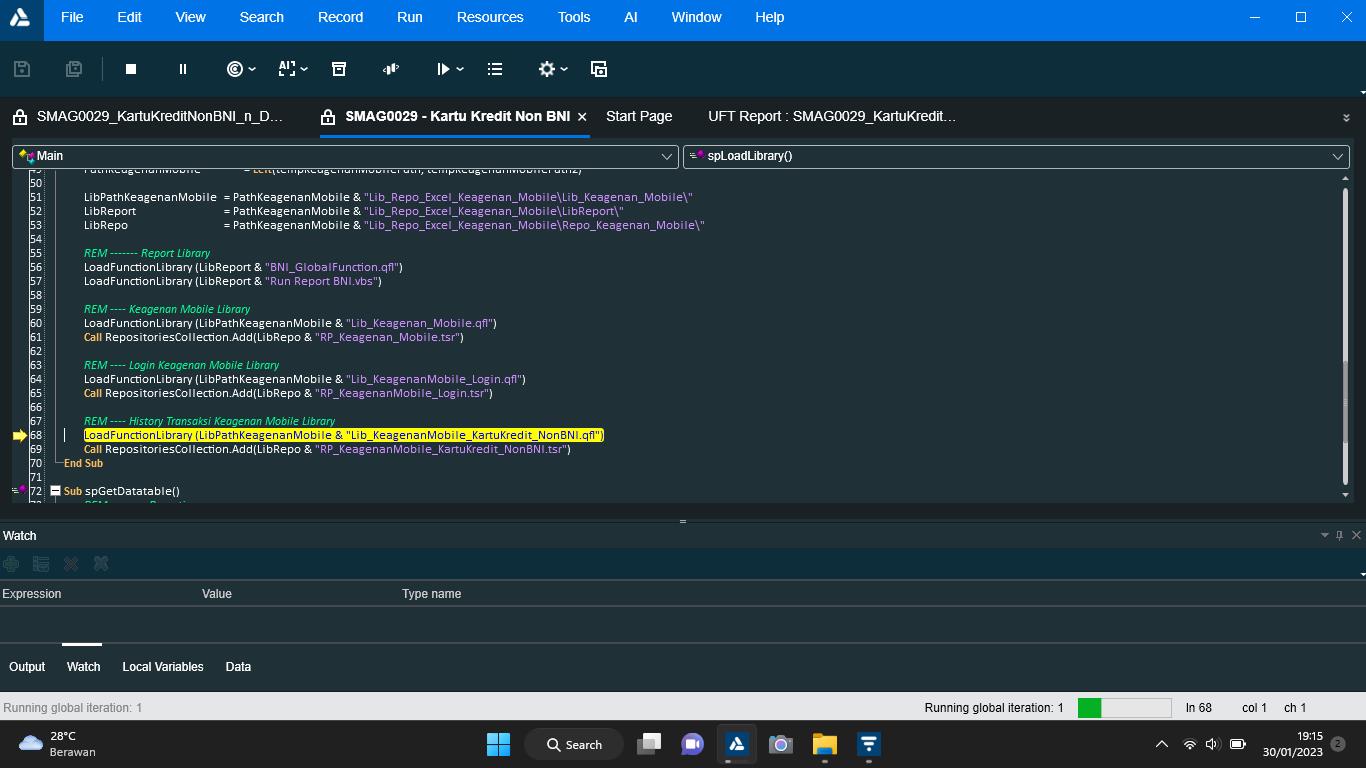 File Edit View Search Record Run Resources Tools AI Window Help
SMAG0029_KartuKreditNonBNI_n_D... SMAG0029 - Kartu Kredit Non BNI Start Page UFT Report : SMAG0029_KartuKredit...
Main spLoadLibrary()
50
51 LibPathKeagenanMobile = PathKeagenanMobile & "Lib_Repo_Excel_Keagenan_Mobile\Lib_Keagenan_Mobile\"
52 LibReport = PathKeagenanMobile & "Lib_Repo_Excel_Keagenan_Mobile\LibReport\"
53 LibRepo = PathKeagenanMobile & "Lib_Repo_Excel_Keagenan_Mobile\Repo_Keagenan_Mobile\"
54
55 REM ------- Report Library
56 LoadFunctionLibrary (LibReport & "BNI_GlobalFunction.qfl")
57 LoadFunctionLibrary (LibReport & "Run Report BNI.vbs")
58
59 REM ---- Keagenan Mobile Library
60 LoadFunctionLibrary (LibPathKeagenanMobile & "Lib_Keagenan_Mobile.qfl")
61 Call RepositoriesCollection.Add(LibRepo & "RP_Keagenan_Mobile.tsr")
62
63 REM ---- Login Keagenan Mobile Library
64 LoadFunctionLibrary (LibPathKeagenanMobile & "Lib_KeagenanMobile_Login.qfl")
65 Call RepositoriesCollection.Add(LibRepo & "RP_KeagenanMobile_Login.tsr")
66
67 REM ---- History Transaksi Keagenan Mobile Library
68 LoadFunctionLibrary (LibPathKeagenanMobile & "Lib_KeagenanMobile_KartuKredit_NonBNI.qfl")
69 Call RepositoriesCollection.Add(LibRepo & "RP_KeagenanMobile_KartuKredit_NonBNI.tsr")
70 End Sub
71
72 Sub spGetDatatable()
Watch
Expression Value Type name
Output Watch Local Variables Data
Running global iteration: 1 Running global iteration: 1 ln 68 col 1 ch 1
28°C
Berawan
Search
19:15
30/01/2023
2